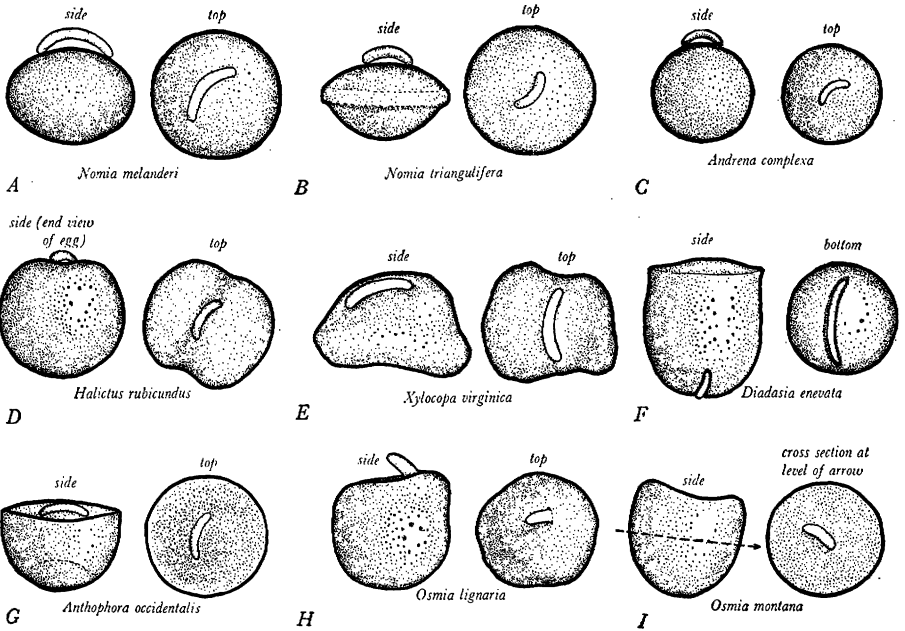 side
top
side
top
side
top
A
Nomia melanderi
B
Nomia triangulifera
C
Andrena complexa
side (end view
of egg)
top
side
top
side
bottom
D
Halictus rubicundus
E
Xylocopa virginica
F
Diadasia enevata
side
top
side
top
side
cross section at
level of arrow
G
Anthophora occidentalis
H
Osmia lignaria
I
Osmia montana